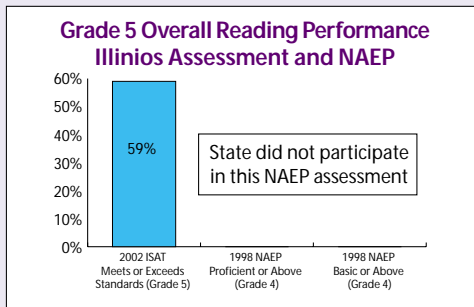 Grade 5 Overall Reading Performance
Illinios Assessment and NAEP
60%
50%
40%
30%
20%
10%
0%
59%
State did not participate
in this NAEP assessment
2002 ISAT
Meets or Exceeds
Standards (Grade 5)
1998 NAEP
Proficient or Above
(Grade 4)
1998 NAEP
Basic or Above
(Grade 4)